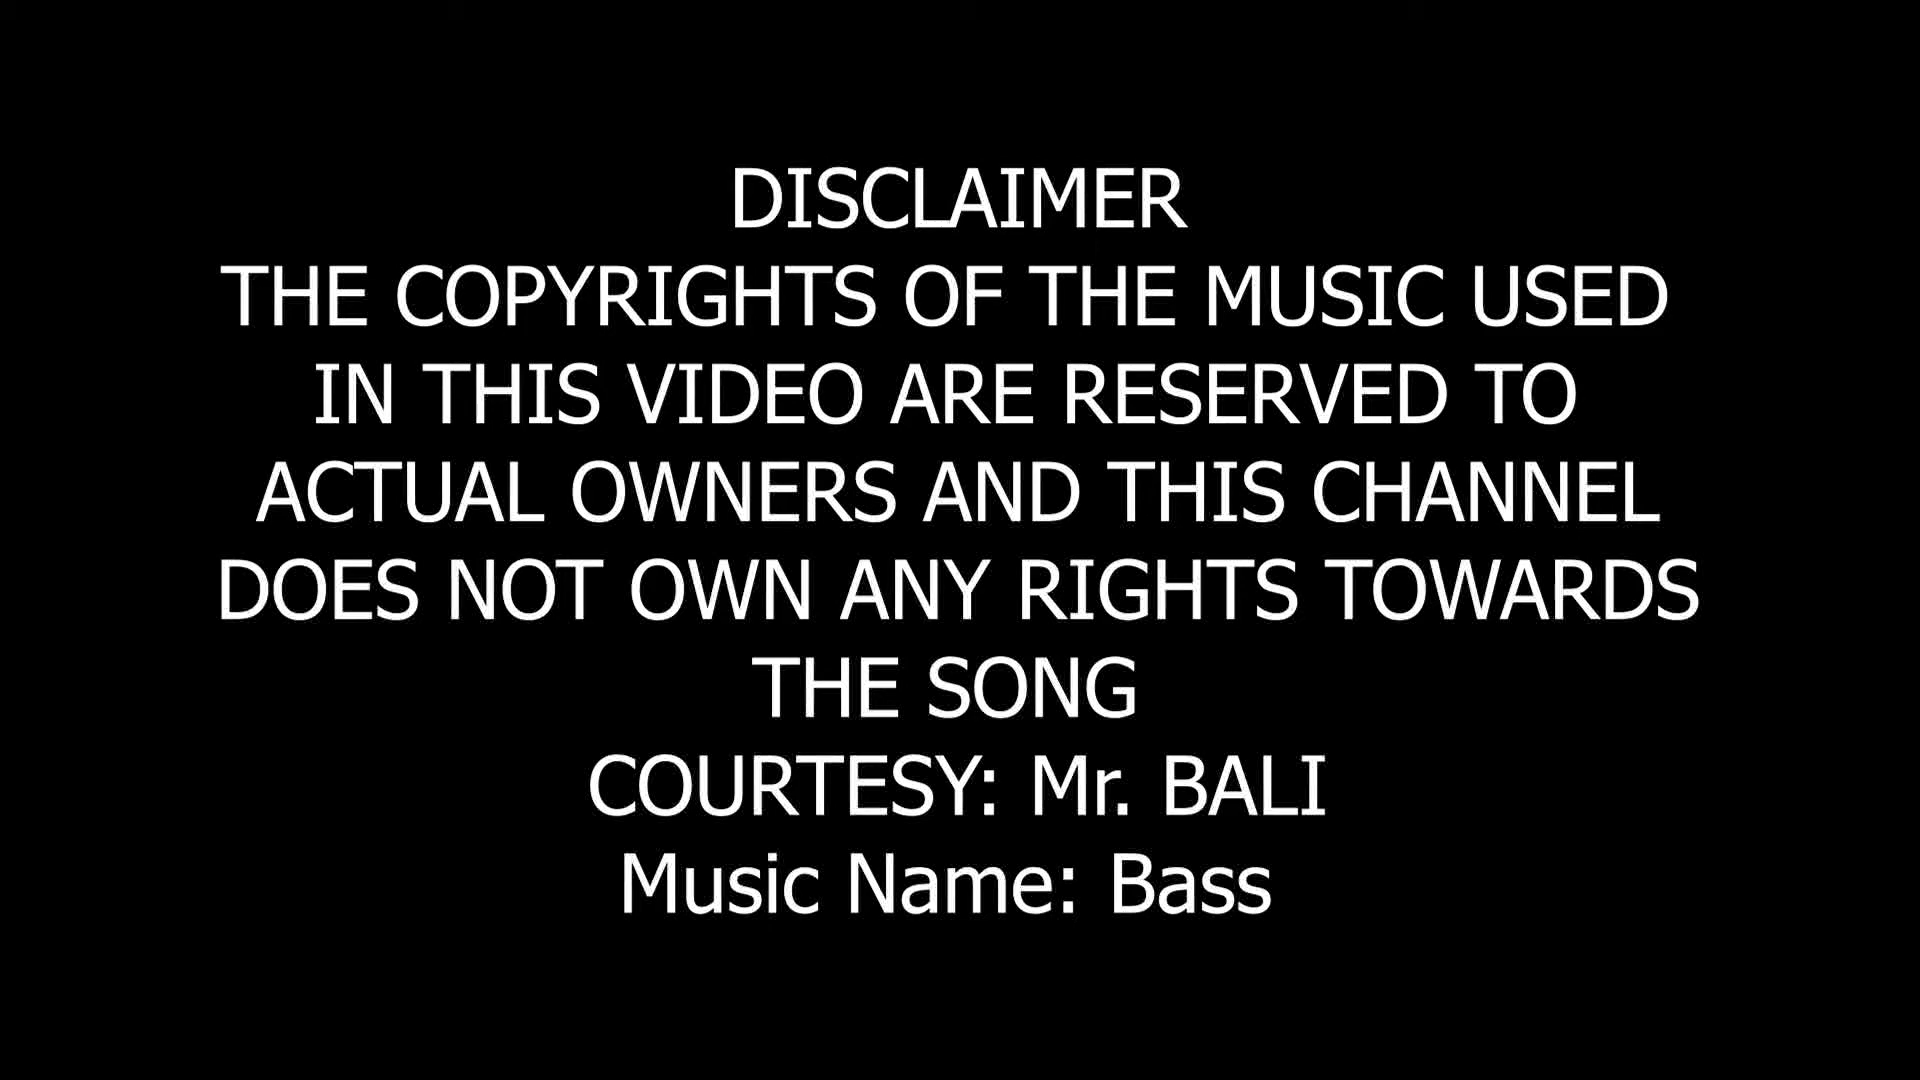 DISCLAIMER
THE COPYRIGHTS OF THE MUSIC USED
IN THIS VIDEO ARE RESERVED TO
ACTUAL OWNERS AND THIS CHANNEL
DOES NOT OWN ANY RIGHTS TOWARDS
THE SONG
COURTESY: Mr. BALI
Music Name: Bass